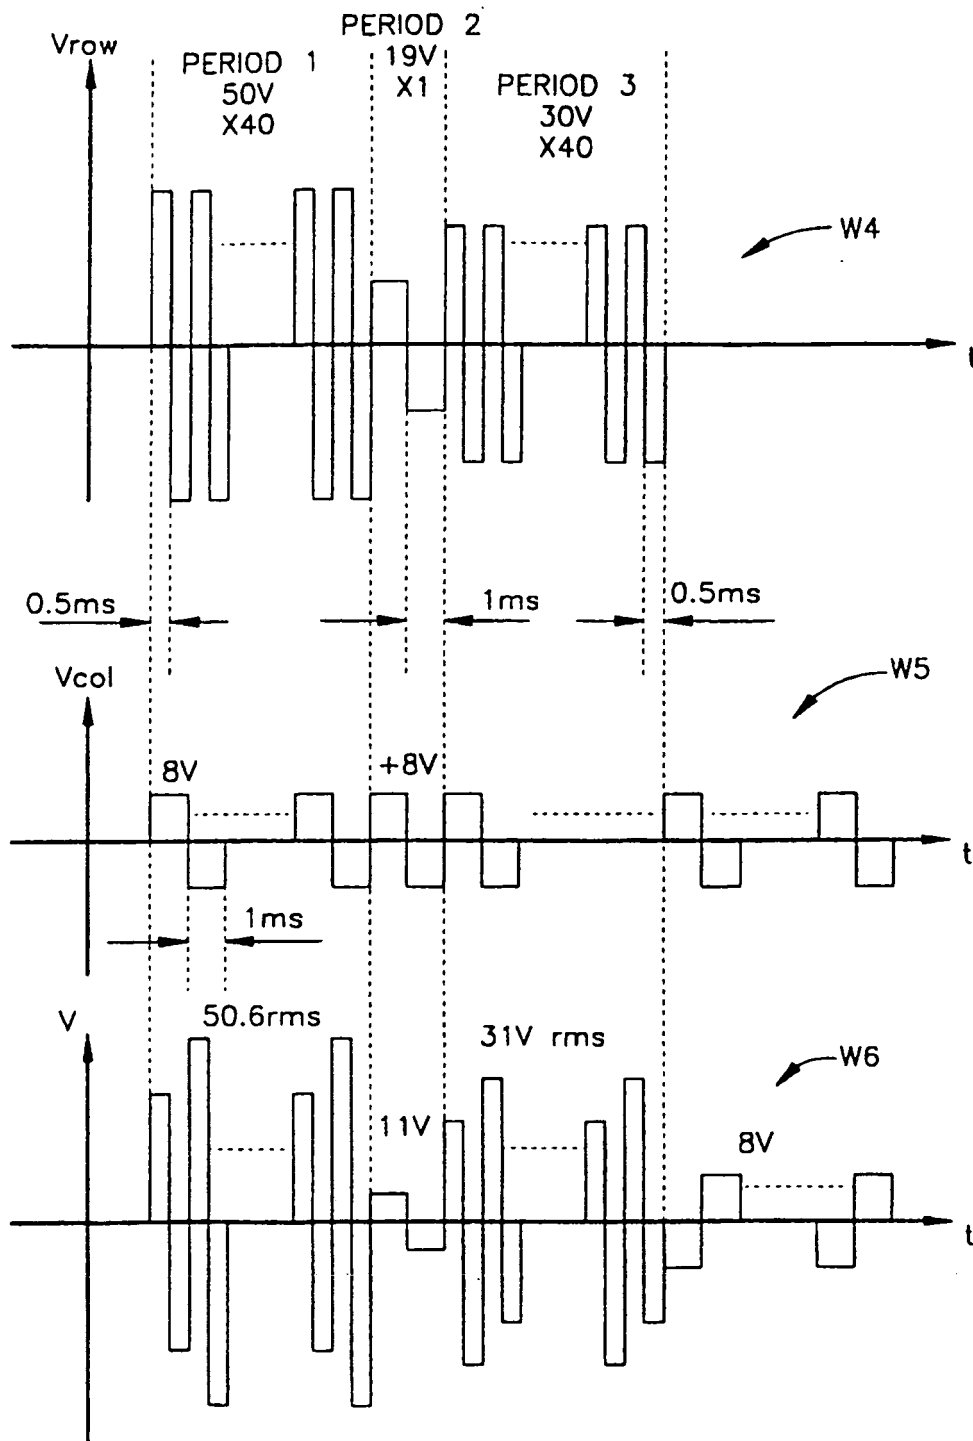 PERIOD 2
19V
X1
Vrow
PERIOD 1
50V
X40
PERIOD 3
30V
X40
W4
t
0.5ms
1ms
0.5ms
Vcol
W5
8V
+8V
t
1ms
V
50.6rms
31V rms
W6
11V
8V
t